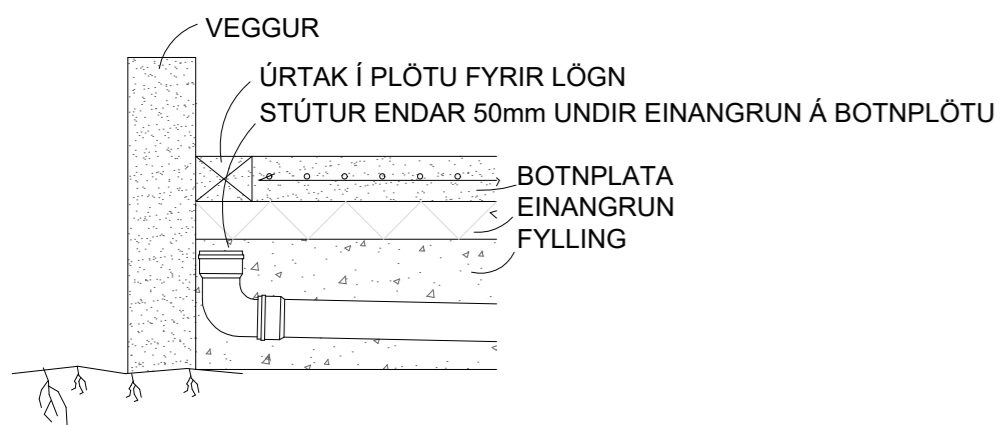 VEGGUR
ÚRTAK Í PLÖTU FYRIR LÖGN
STÚTUR ENDAR 50mm UNDIR EINANGRUN Á BOTNPLÖTU
BOTNPLATA
EINANGRUN
FYLLING